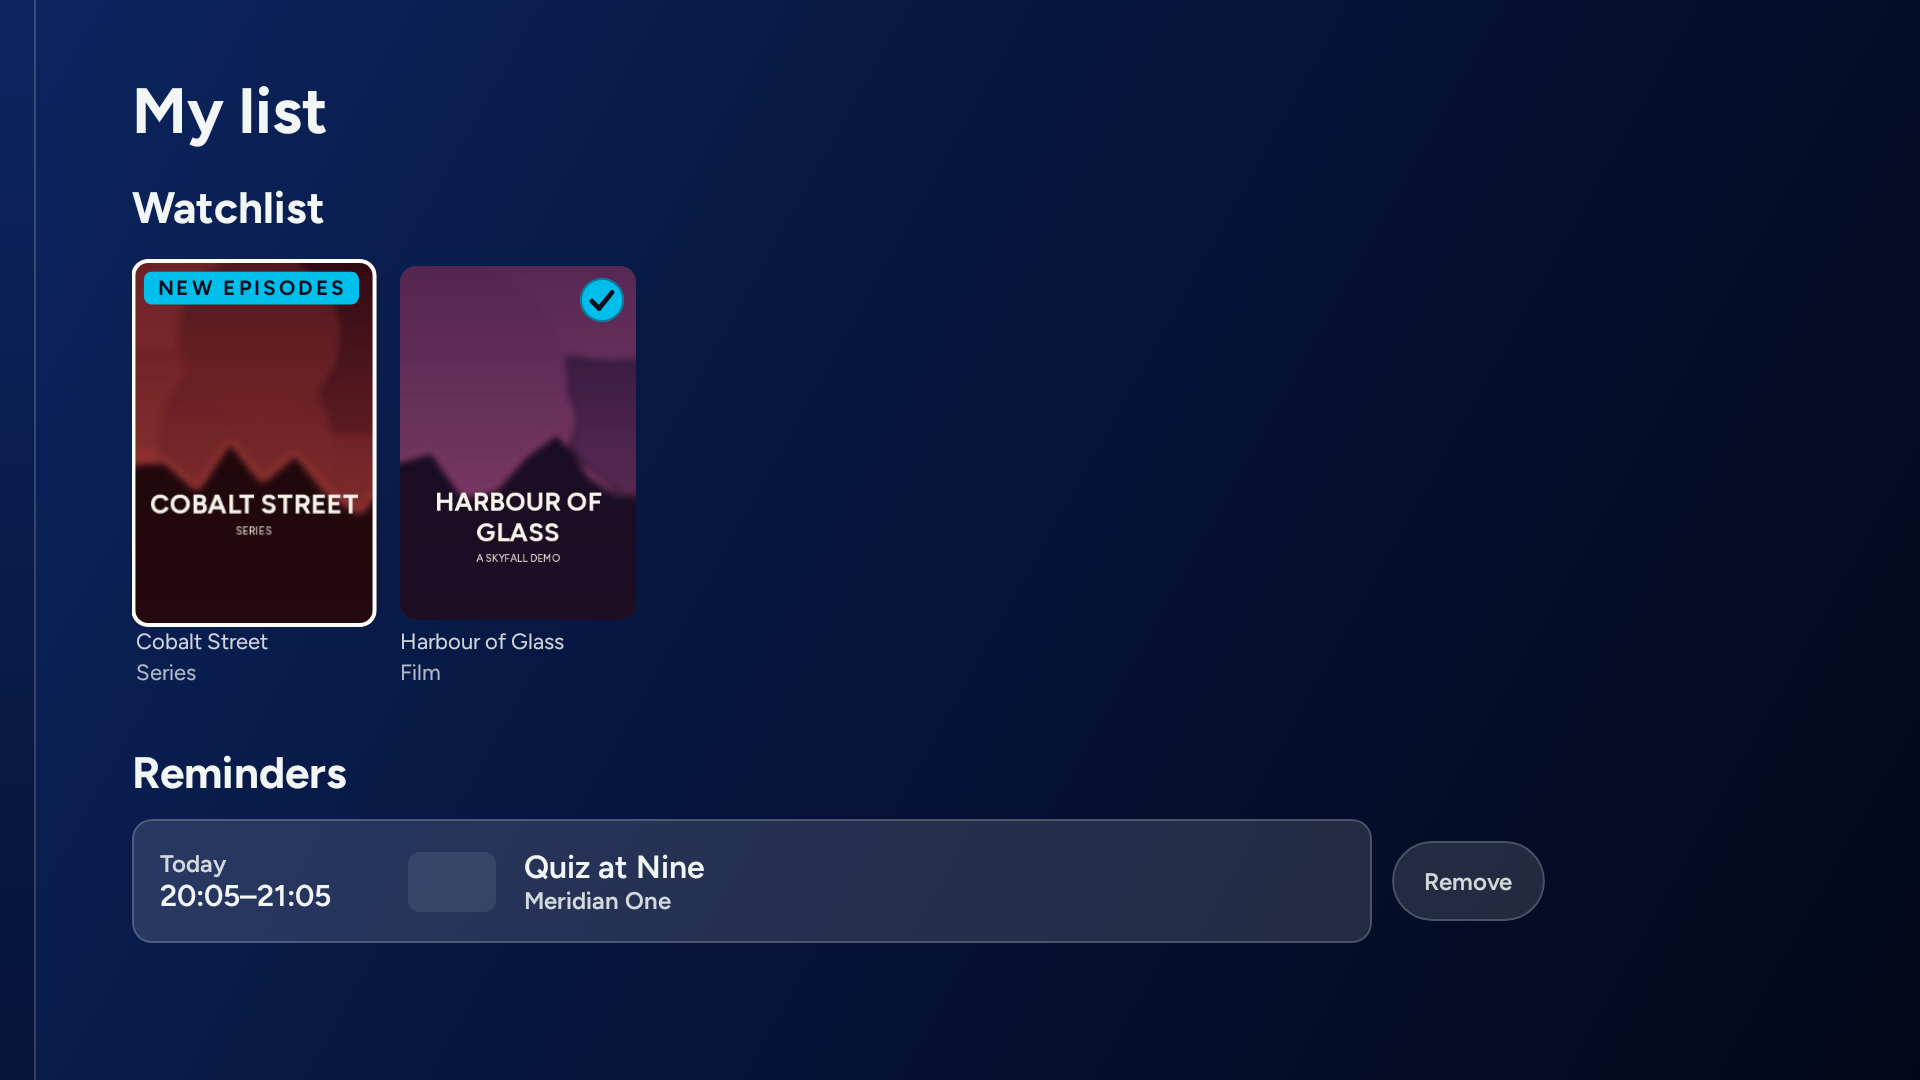 My list
Watchlist
NEW EPISODES
COBALT STREET
SERIES
Cobalt Street
Series
HARBOUR OF
GLASS
A SKYFALL DEMO
Harbour of Glass
Film
Reminders
Today
20:05–21:05
Quiz at Nine
Meridian One
Remove